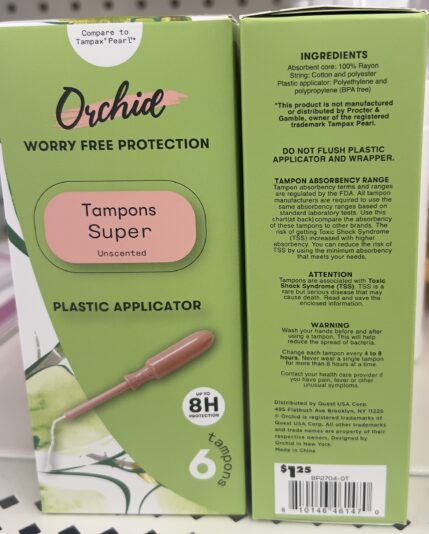 Compare to
Tampax® Pearl™*
Orchid
WORRY FREE PROTECTION
Tampons
Super
Unscented
PLASTIC APPLICATOR
UP TO
8H
PROTECTION
6 tampons
INGREDIENTS
Absorbent core: 100% Rayon
String: Cotton and polyester
Plastic applicator: Polyethylene and
polypropylene (BPA free)
*This product is not manufactured
or distributed by Procter &
Gamble, owner of the registered
trademark Tampax Pearl.
DO NOT FLUSH PLASTIC
APPLICATOR AND WRAPPER.
TAMPON ABSORBENCY RANGE
Tampon absorbency terms and ranges
are regulated by the FDA. All tampon
manufacturers are required to use the
same absorbency ranges based on
standard laboratory tests. Use this
chart(at back) compare the absorbency
of these tampons to other brands. The
risk of getting Toxic Shock Syndrome
(TSS) increased with higher
absorbency. You can reduce the risk of
TSS by using the minimum absorbency
that meets your needs.
ATTENTION
Tampons are associated with Toxic
Shock Syndrome (TSS). TSS is a
rare but serious disease that may
cause death. Read and save the
enclosed information.
WARNING
Wash your hands before and after
using a tampon. This will help
reduce the spread of bacteria.
Change each tampon every 4 to 8
hours. Never wear a single tampon
for more than 8 hours at a time.
Contact your health care provider if
you have pain, fever or other
unusual symptoms.
Distributed by Quest USA Corp.
495 Flatbush Ave Brooklyn, NY 11225
® Orchid is registered trademark of
Quest USA Corp. All other trademarks
and trade names are property of their
respective owners. Designed by
Orchid in New York.
Made in China
$1.25
BP2704-DT
8 10146 46147 0